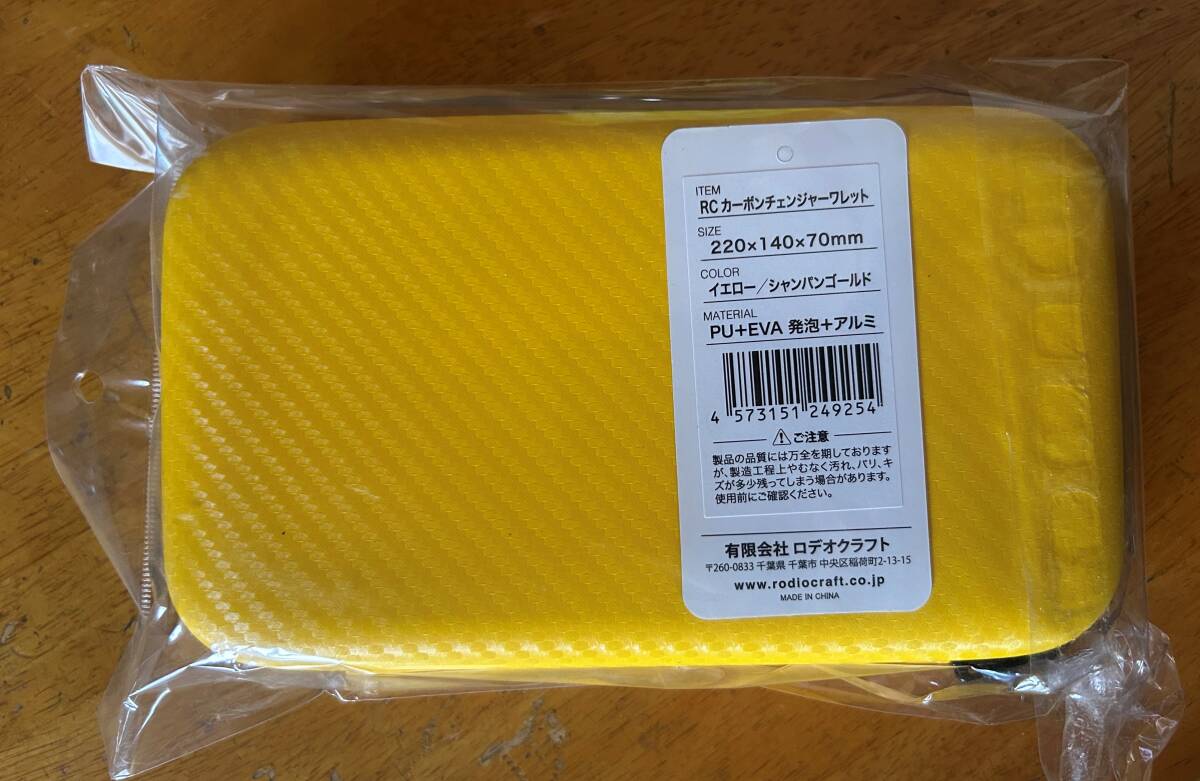 ITEM
RC カーボンチェンジャーワレット
SIZE
220×140×70mm
COLOR
イエロー／シャンパンゴールド
MATERIAL
PU+EVA 発泡+アルミ
4 573151 249254
ご注意
製品の品質には万全を期しております
が、製造工程上やむなく汚れ、バリ、キ
ズが多少残ってしまう場合があります。
使用前にご確認ください。
有限会社 ロデオクラフト
〒260-0833 千葉県 千葉市 中央区稲荷町2-13-15
www.rodiocraft.co.jp
MADE IN CHINA